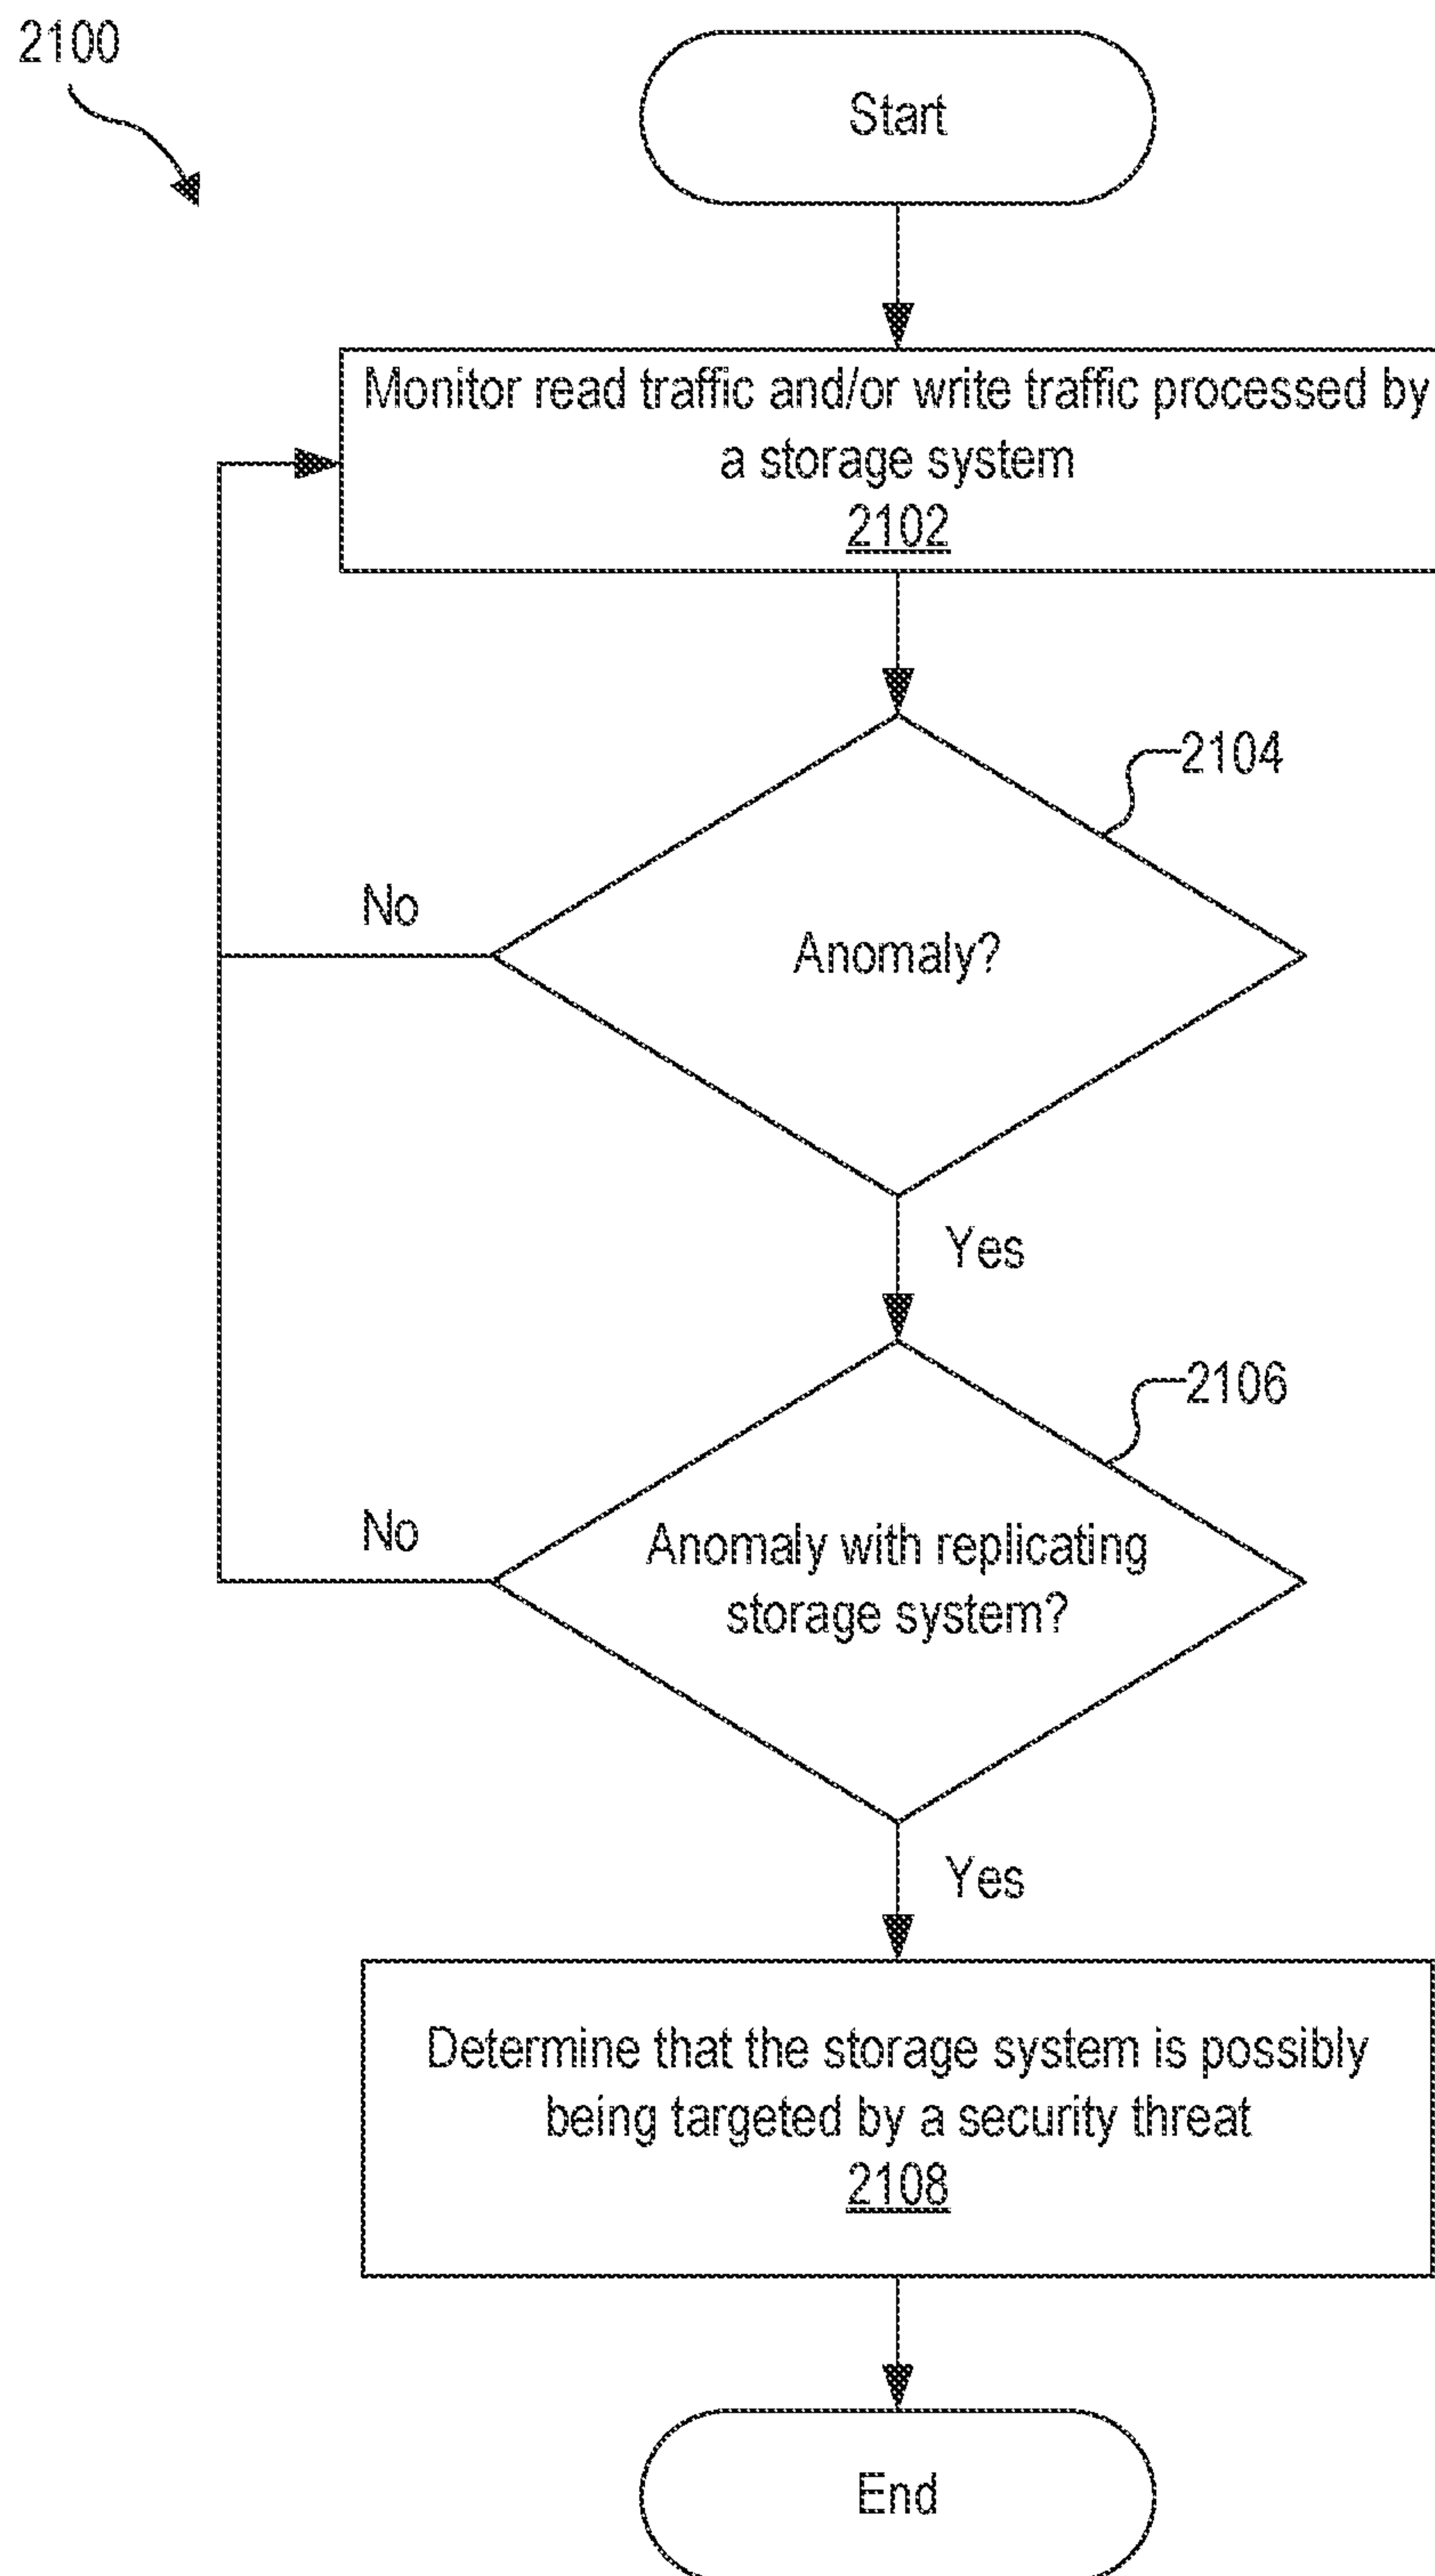 2100
Start
Monitor read traffic and/or write traffic processed by
a storage system
2102
2104
No
Anomaly?
Yes
2106
No
Anomaly with replicating
storage system?
Yes
Determine that the storage system is possibly
being targeted by a security threat
2108
End